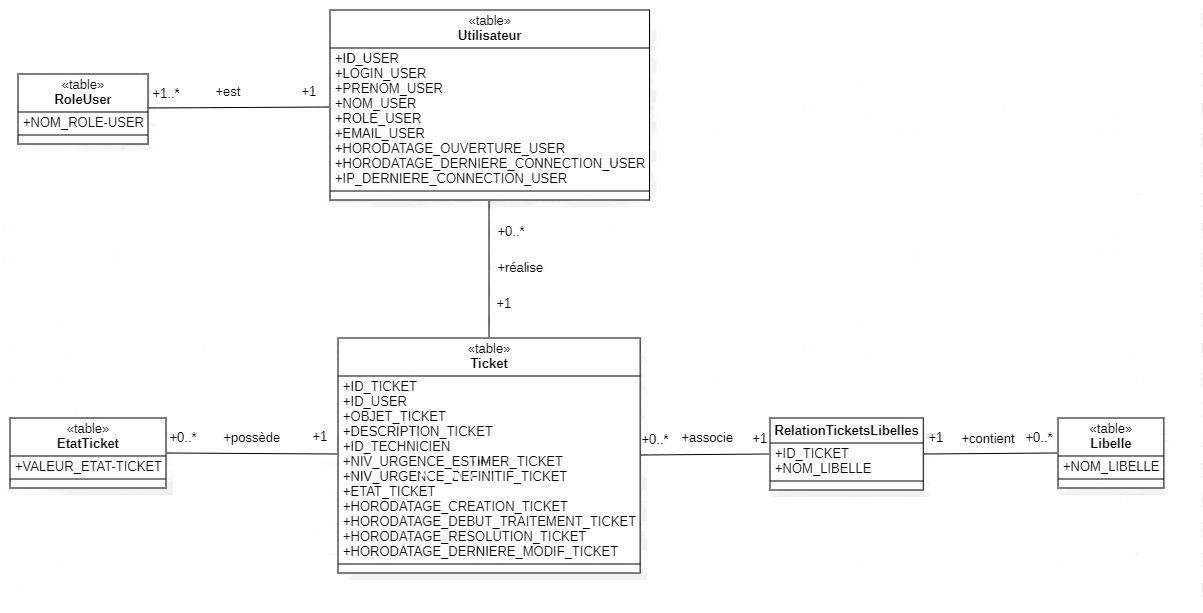 «table»
Utilisateur
+ID_USER
+LOGIN_USER
+PRENOM_USER
+NOM_USER
+ROLE_USER
+EMAIL_USER
+HORODATAGE_OUVERTURE_USER
+HORODATAGE_DERNIERE_CONNECTION_USER
+IP_DERNIERE_CONNECTION_USER
«table»
RoleUser
+NOM_ROLE-USER
+1..*
+est
+1
+0..*
+réalise
+1
«table»
Ticket
+ID_TICKET
+ID_USER
+OBJET_TICKET
+DESCRIPTION_TICKET
+ID_TECHNICIEN
+NIV_URGENCE_ESTIMER_TICKET
+NIV_URGENCE_DEFINITIF_TICKET
+ETAT_TICKET
+HORODATAGE_CREATION_TICKET
+HORODATAGE_DEBUT_TRAITEMENT_TICKET
+HORODATAGE_RESOLUTION_TICKET
+HORODATAGE_DERNIERE_MODIF_TICKET
«table»
EtatTicket
+VALEUR_ETAT-TICKET
+0..*
+possède
+1
+0..*
+associe
+1
RelationTicketsLibelles
+ID_TICKET
+NOM_LIBELLE
+1
+contient
+0..*
«table»
Libelle
+NOM_LIBELLE